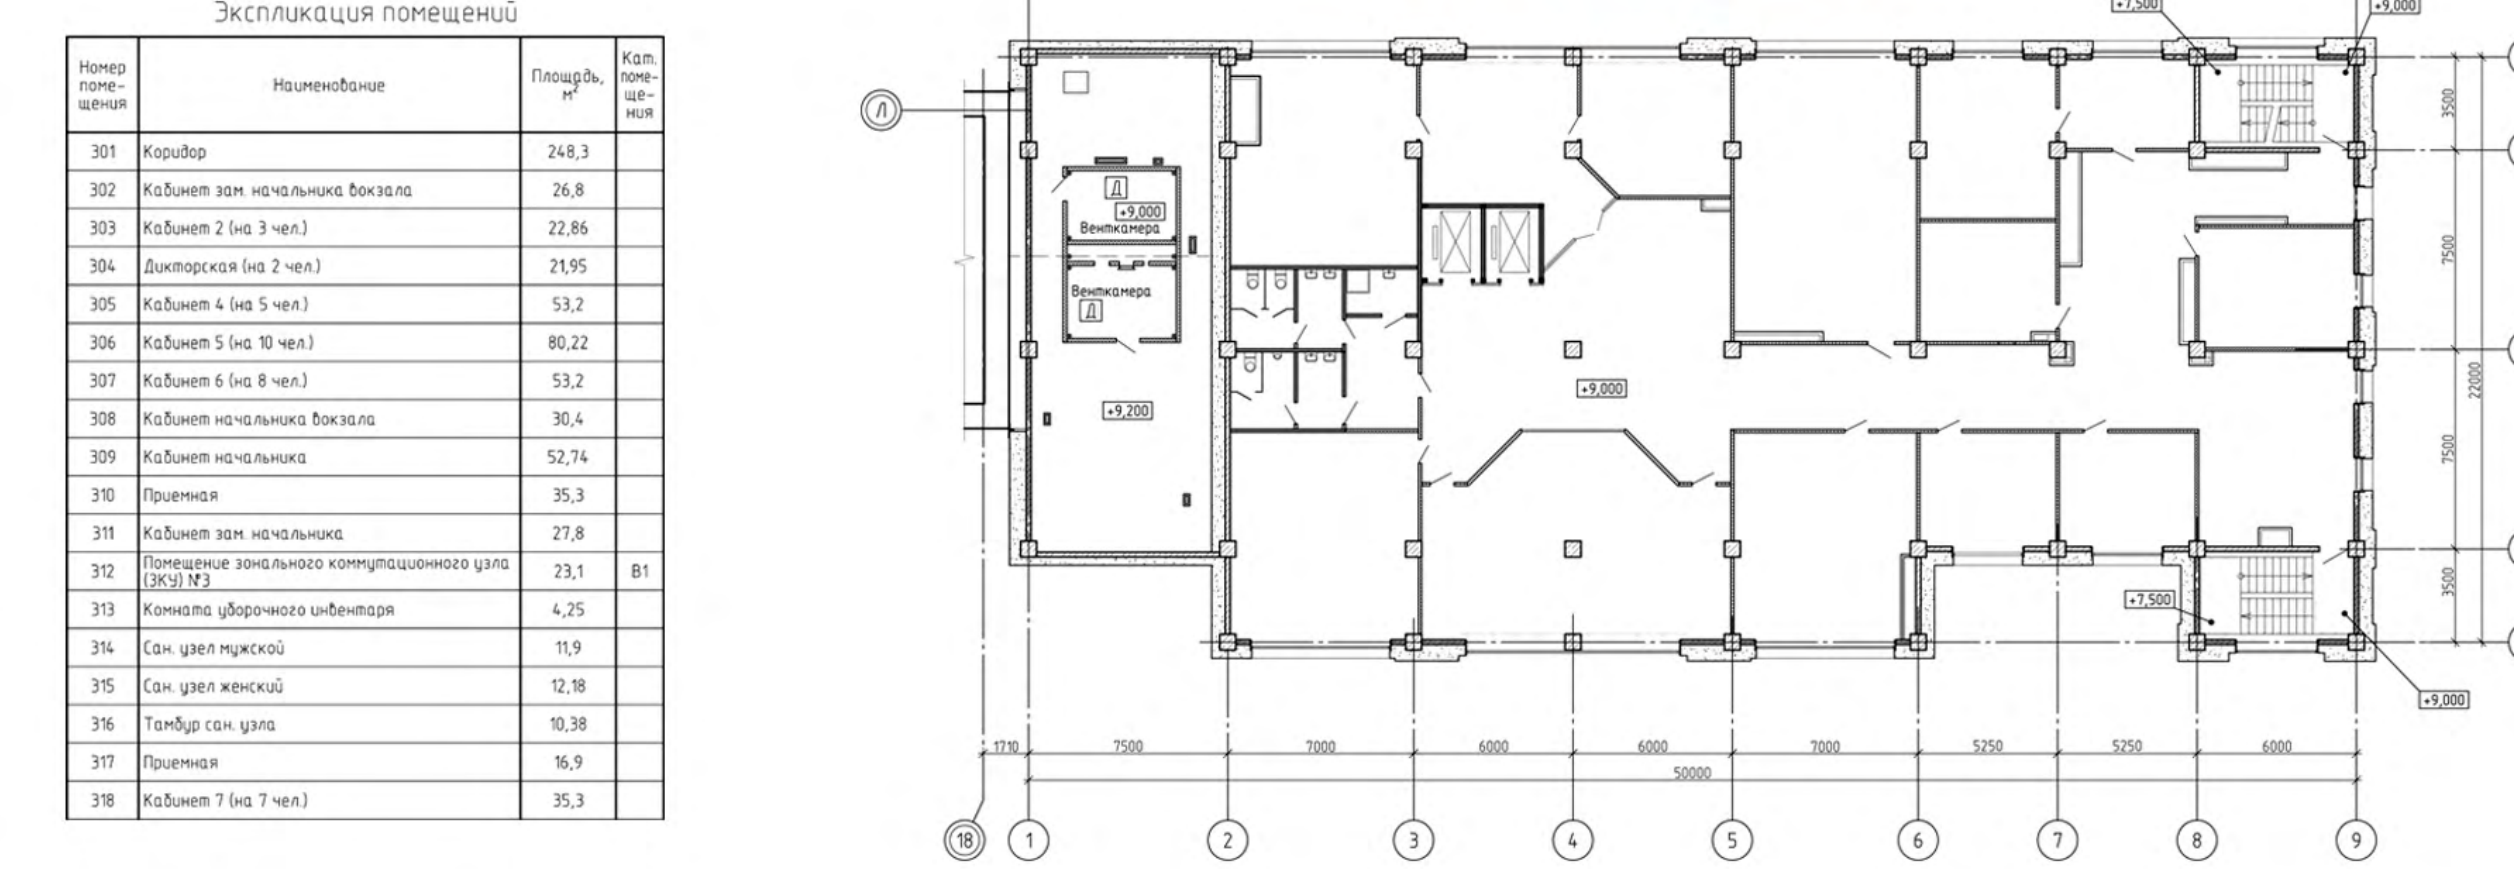 Экспликация помещений
Номер поме-щения Наименование Площадь, м² Кат. поме-ще-ния
301 Коридор 248,3
302 Кабинет зам. начальника вокзала 26,8
303 Кабинет 2 (на 3 чел.) 22,86
304 Дикторская (на 2 чел.) 21,95
305 Кабинет 4 (на 5 чел.) 53,2
306 Кабинет 5 (на 10 чел.) 80,22
307 Кабинет 6 (на 8 чел.) 53,2
308 Кабинет начальника вокзала 30,4
309 Кабинет начальника 52,74
310 Приемная 35,3
311 Кабинет зам. начальника 27,8
312 Помещение зонального коммутационного узла
(ЗКУ) №3 23,1 В1
313 Комната уборочного инвентаря 4,25
314 Сан. узел мужской 11,9
315 Сан. узел женский 12,18
316 Тамбур сан. узла 10,38
317 Приемная 16,9
318 Кабинет 7 (на 7 чел.) 35,3
+7,500
+9,000
Л
3500
Д
+9,000
Венткамера
7500
Венткамера
Д
22000
+9,000
+9,200
7500
3500
+7,500
+9,000
1710 7500 7000 6000 6000 7000 5250 5250 6000
50000
18 1 2 3 4 5 6 7 8 9